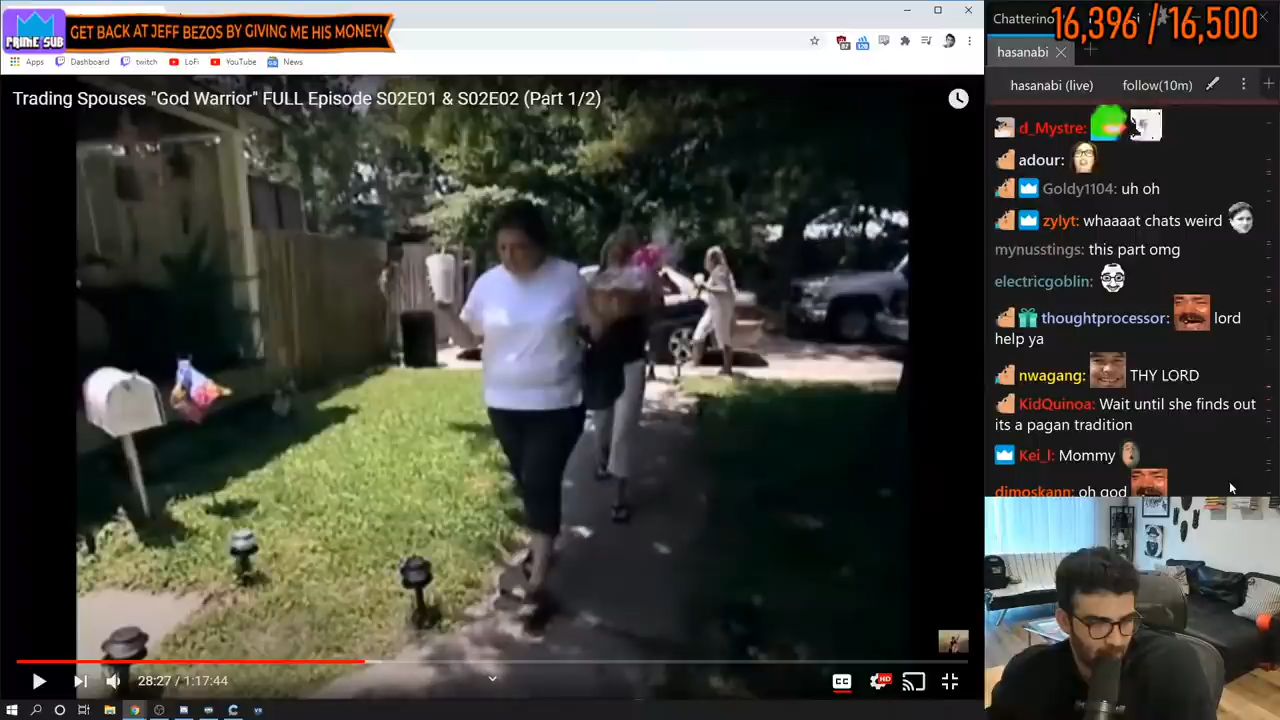 PRIME SUB
GET BACK AT JEFF BEZOS BY GIVING ME HIS MONEY!
Apps Dashboard twitch LoFi YouTube News
Trading Spouses "God Warrior" FULL Episode S02E01 & S02E02 (Part 1/2)
28:27 / 1:17:44
CC
HD
Chatterino
16,396 / 16,500
hasanabi
hasanabi (live) follow(10m)
d_Mystre:
adour:
Goldy1104: uh oh
zylyt: whaaaat chats weird
mynusstings: this part omg
electricgoblin:
thoughtprocessor: lord
help ya
nwagang: THY LORD
KidQuinoa: Wait until she finds out
its a pagan tradition
Kei_l: Mommy
dimoskann: oh god